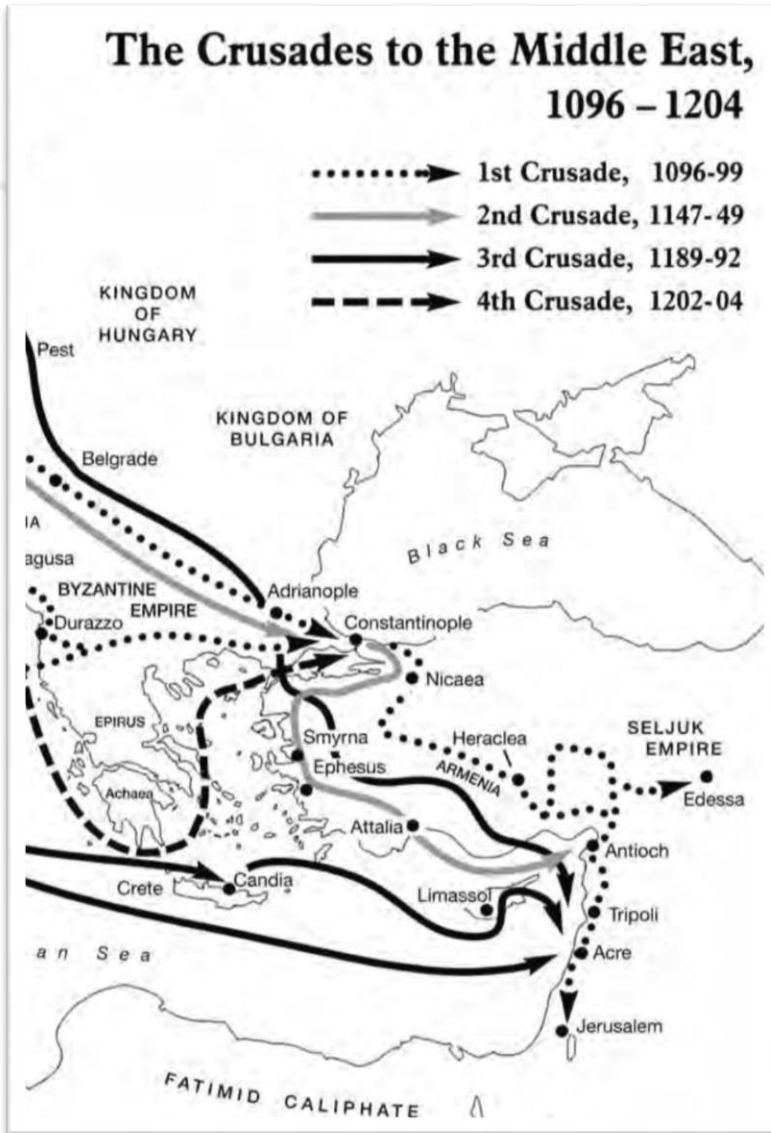 The Crusades to the Middle East,
1096 – 1204
1st Crusade, 1096-99
2nd Crusade, 1147-49
3rd Crusade, 1189-92
4th Crusade, 1202-04
KINGDOM
OF
HUNGARY
Pest
KINGDOM OF
BULGARIA
Belgrade
IA
agusa
Black Sea
BYZANTINE
EMPIRE
Adrianople
Durazzo
Constantinople
Nicaea
EPIRUS
Smyrna
Heraclea
SELJUK
EMPIRE
Ephesus
ARMENIA
Achaea
Edessa
Attalia
Antioch
Crete
Candia
Limassol
Tripoli
an Sea
Acre
Jerusalem
FATIMID CALIPHATE